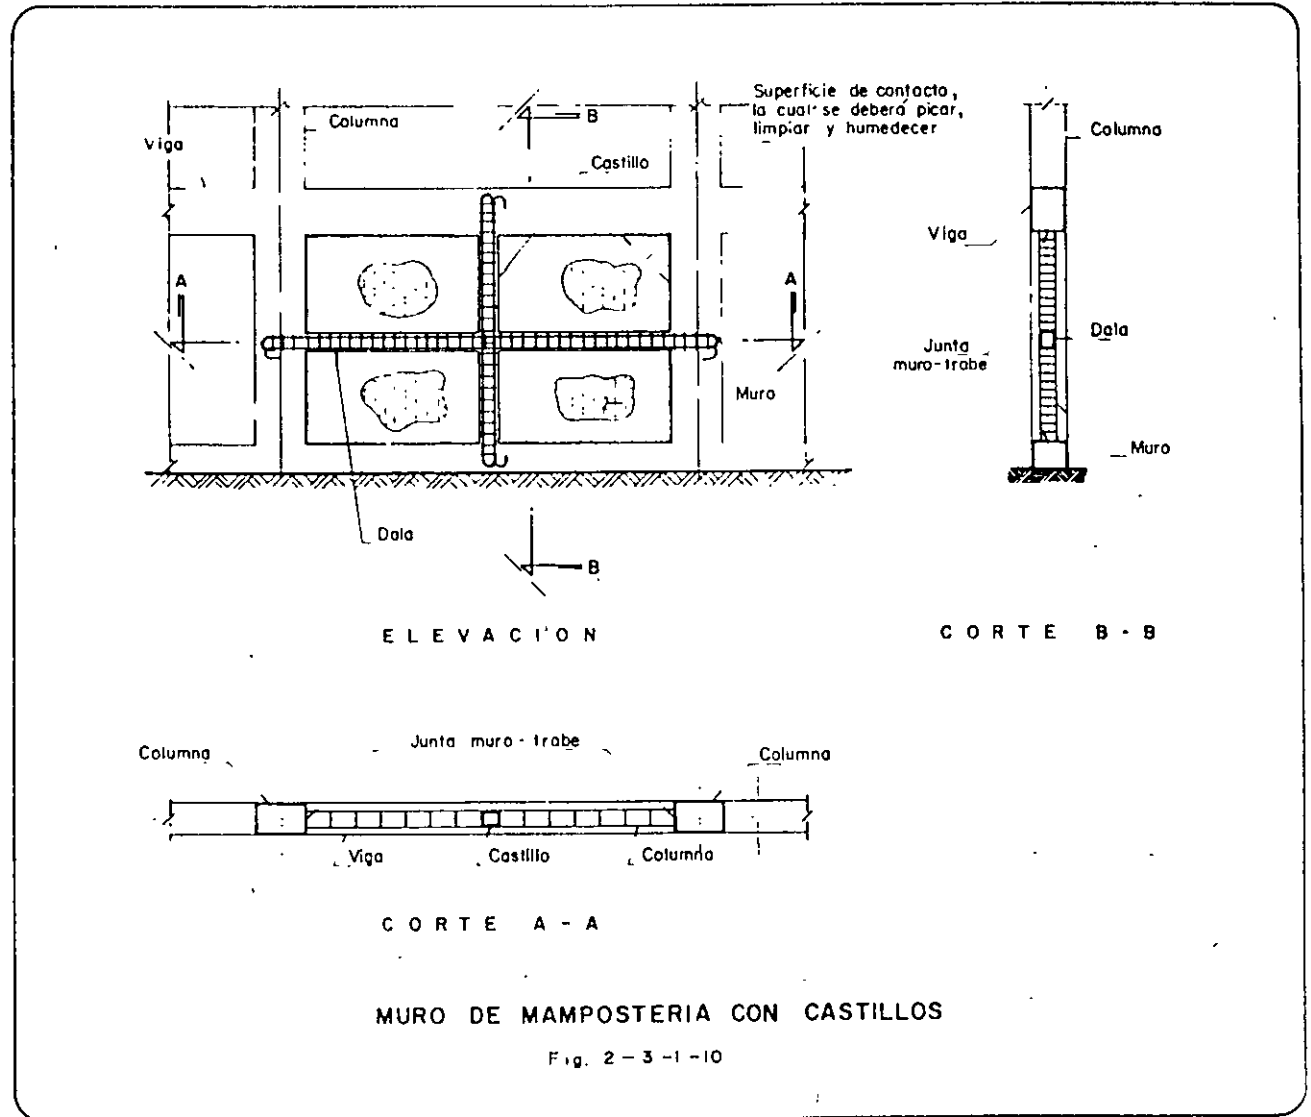 Superficie de contacto,
la cual se deberá picar,
limpiar y humedecer
Columna
B
Viga
Castillo
A
A
Muro
Dala
B
ELEVACION
Columna
Viga
Dala
Junta
muro-trabe
Muro
CORTE B-B
Columna
Junta muro-trabe
Columna
Viga
Castillo
Columna
CORTE A-A
MURO DE MAMPOSTERIA CON CASTILLOS
Fig. 2-3-1-10